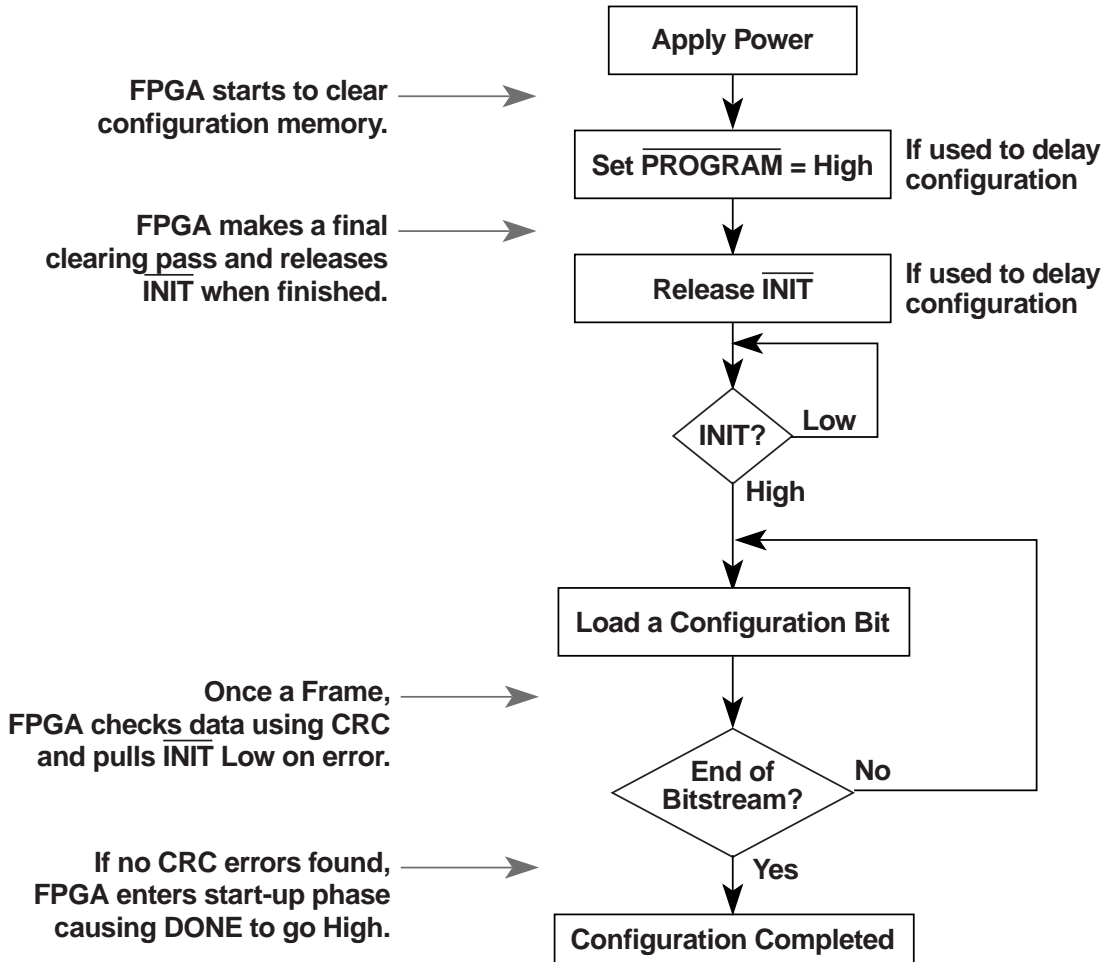 Apply Power
FPGA starts to clear
configuration memory.
Set PROGRAM = High
If used to delay
configuration
FPGA makes a final
clearing pass and releases
INIT when finished.
Release INIT
If used to delay
configuration
INIT?
Low
High
Load a Configuration Bit
Once a Frame,
FPGA checks data using CRC
and pulls INIT Low on error.
End of
Bitstream?
No
Yes
If no CRC errors found,
FPGA enters start-up phase
causing DONE to go High.
Configuration Completed